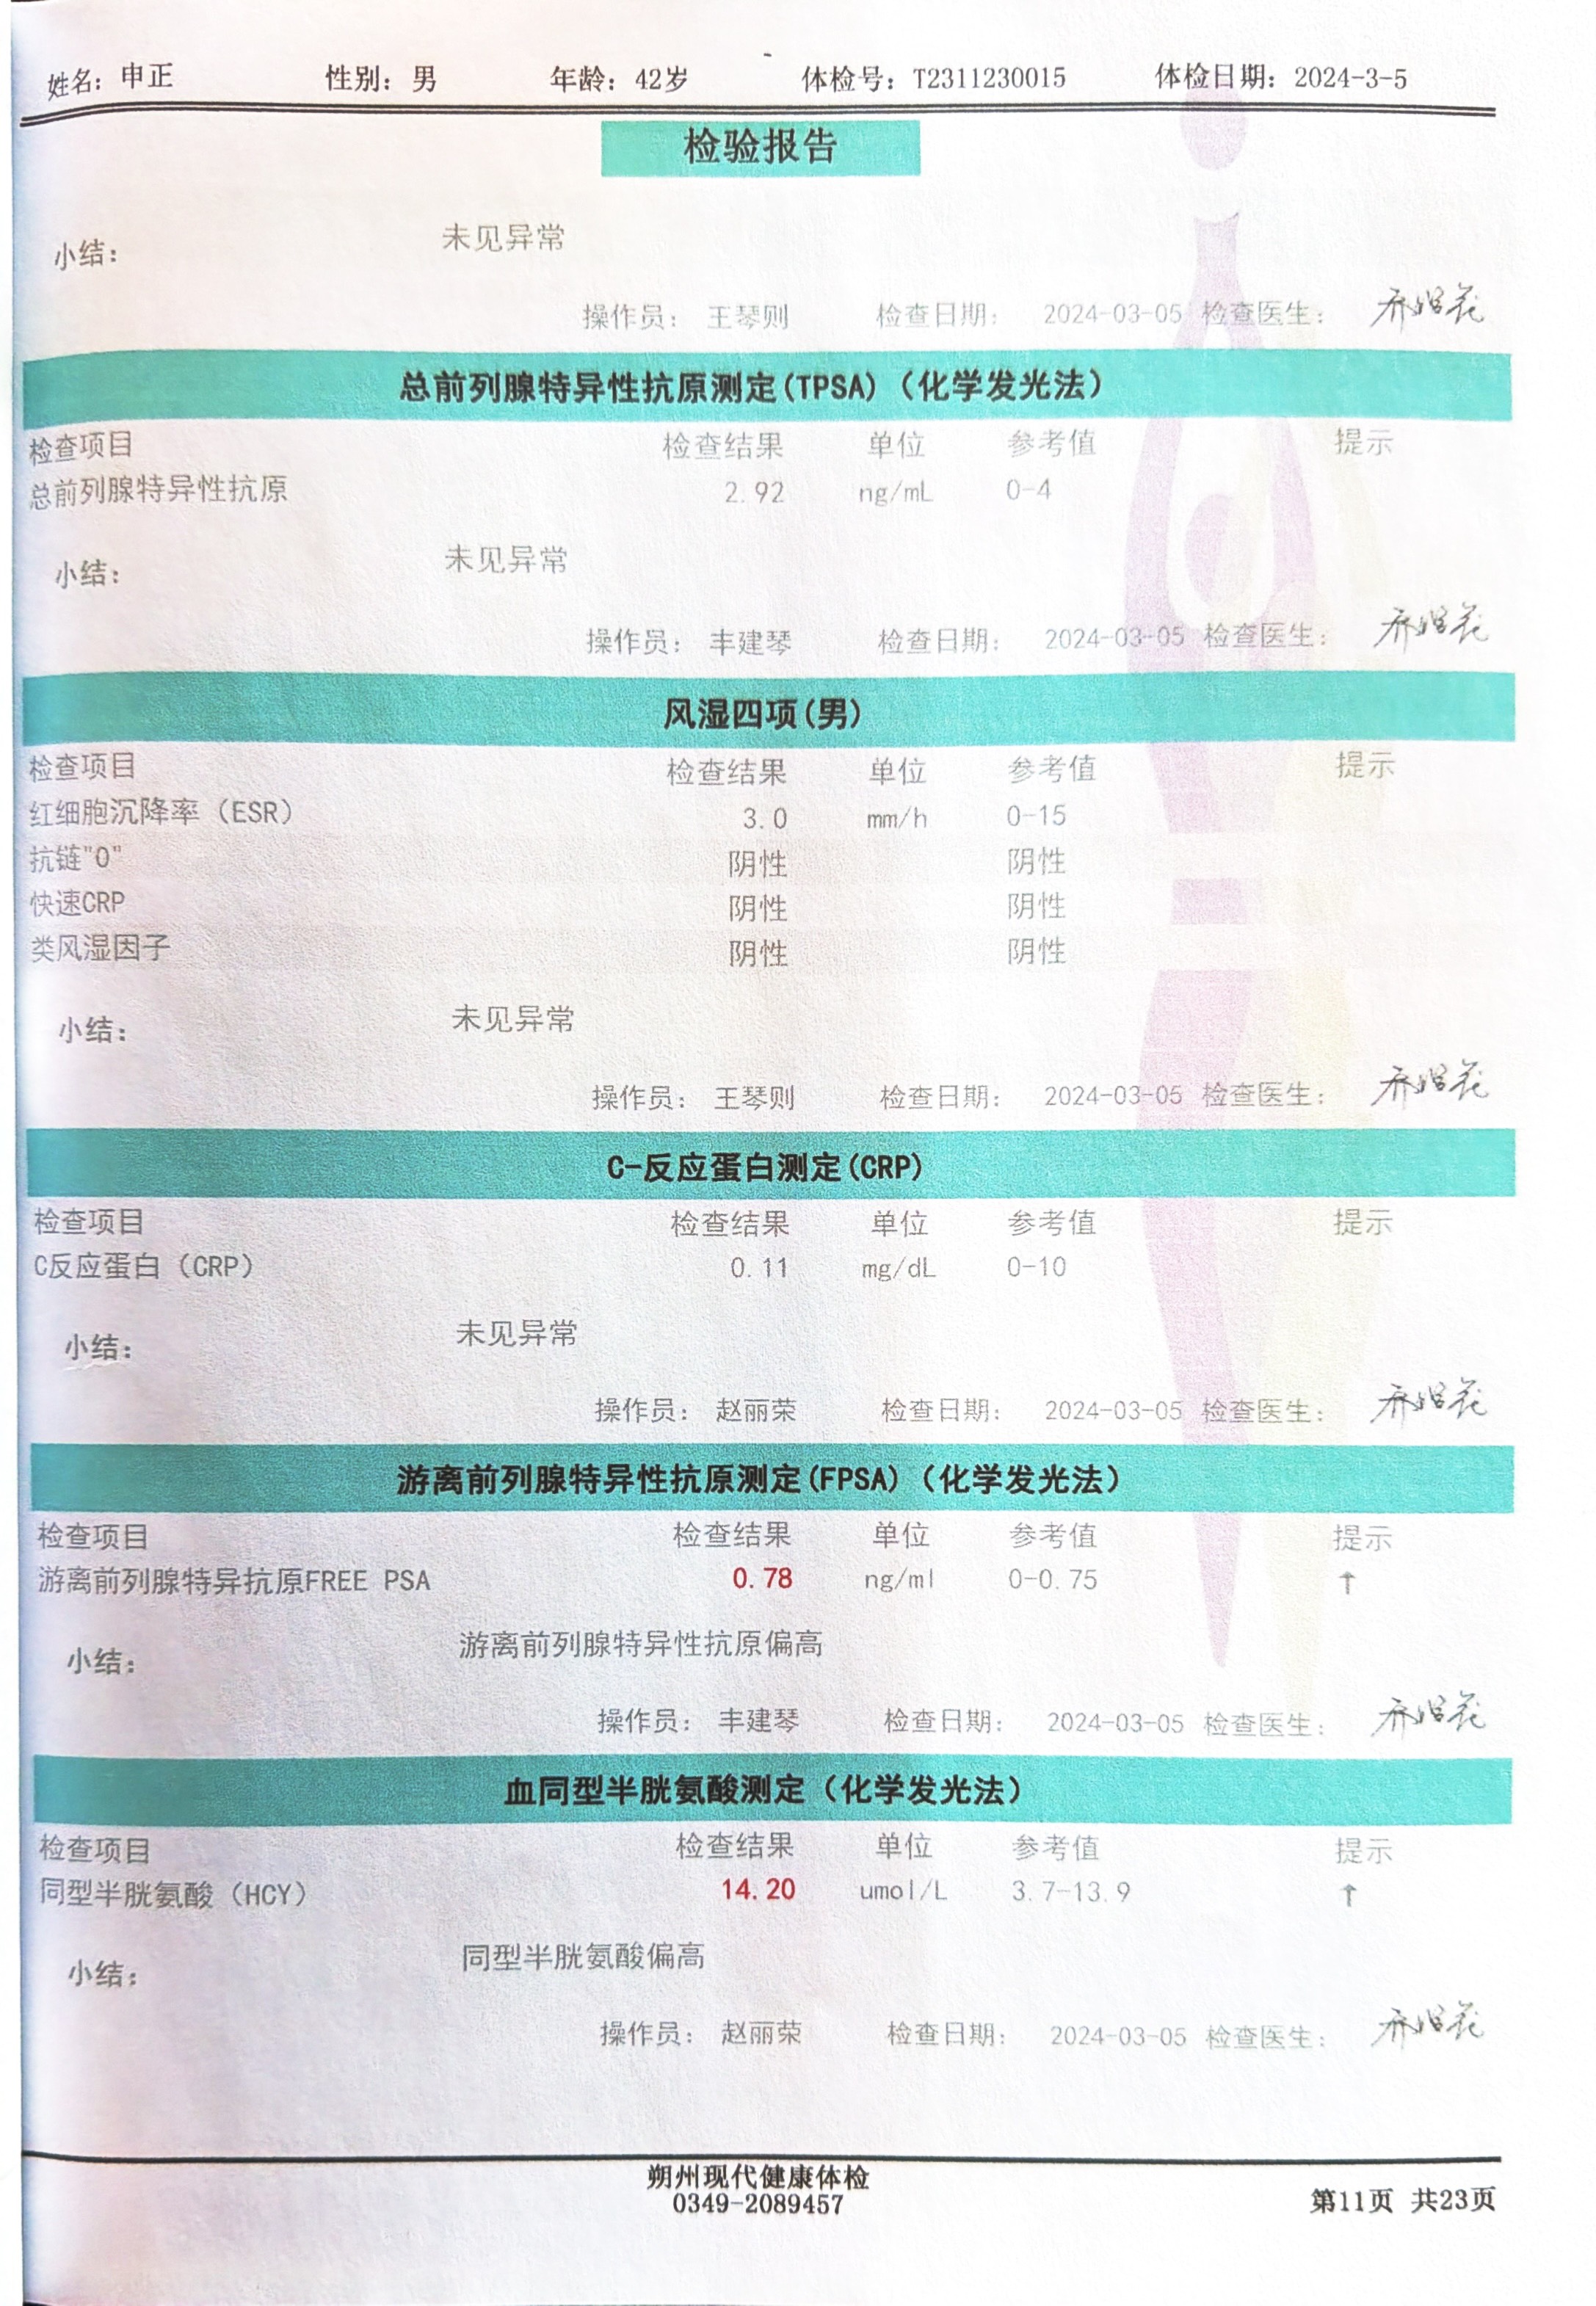 姓名: 申正 性别: 男 年龄: 42岁 体检号: T2311230015 体检日期: 2024-3-5
检验报告
小结: 未见异常
操作员: 王琴则 检查日期: 2024-03-05 检查医生:
总前列腺特异性抗原测定(TPSA)（化学发光法）
检查项目 检查结果 单位 参考值 提示
总前列腺特异性抗原 2.92 ng/mL 0-4
小结: 未见异常
操作员: 丰建琴 检查日期: 2024-03-05 检查医生:
风湿四项(男)
检查项目 检查结果 单位 参考值 提示
红细胞沉降率（ESR） 3.0 mm/h 0-15
抗链"O" 阴性 阴性
快速CRP 阴性 阴性
类风湿因子 阴性 阴性
小结: 未见异常
操作员: 王琴则 检查日期: 2024-03-05 检查医生:
C-反应蛋白测定(CRP)
检查项目 检查结果 单位 参考值 提示
C反应蛋白（CRP） 0.11 mg/dL 0-10
小结: 未见异常
操作员: 赵丽荣 检查日期: 2024-03-05 检查医生:
游离前列腺特异性抗原测定(FPSA)（化学发光法）
检查项目 检查结果 单位 参考值 提示
游离前列腺特异抗原FREE PSA 0.78 ng/ml 0-0.75 ↑
小结: 游离前列腺特异性抗原偏高
操作员: 丰建琴 检查日期: 2024-03-05 检查医生:
血同型半胱氨酸测定（化学发光法）
检查项目 检查结果 单位 参考值 提示
同型半胱氨酸（HCY） 14.20 umol/L 3.7-13.9 ↑
小结: 同型半胱氨酸偏高
操作员: 赵丽荣 检查日期: 2024-03-05 检查医生:
朔州现代健康体检
0349-2089457
第11页 共23页